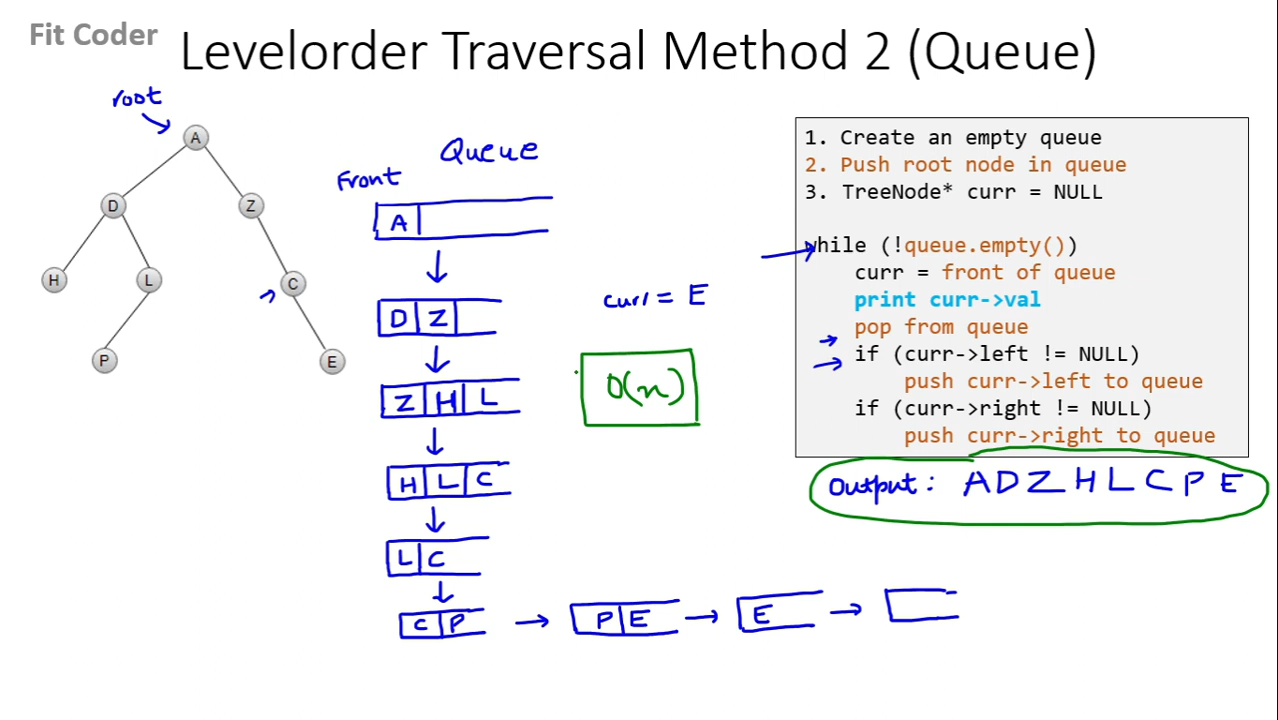 Fit Coder
Levelorder Traversal Method 2 (Queue)
root
A
D
Z
H
L
C
P
E
Queue
Front
A
D Z
Z H L
H L C
L C
C P
P E
E
curr = E
O(n)
1. Create an empty queue
2. Push root node in queue
3. TreeNode* curr = NULL
while (!queue.empty())
curr = front of queue
print curr->val
pop from queue
if (curr->left != NULL)
push curr->left to queue
if (curr->right != NULL)
push curr->right to queue
Output: A D Z H L C P E